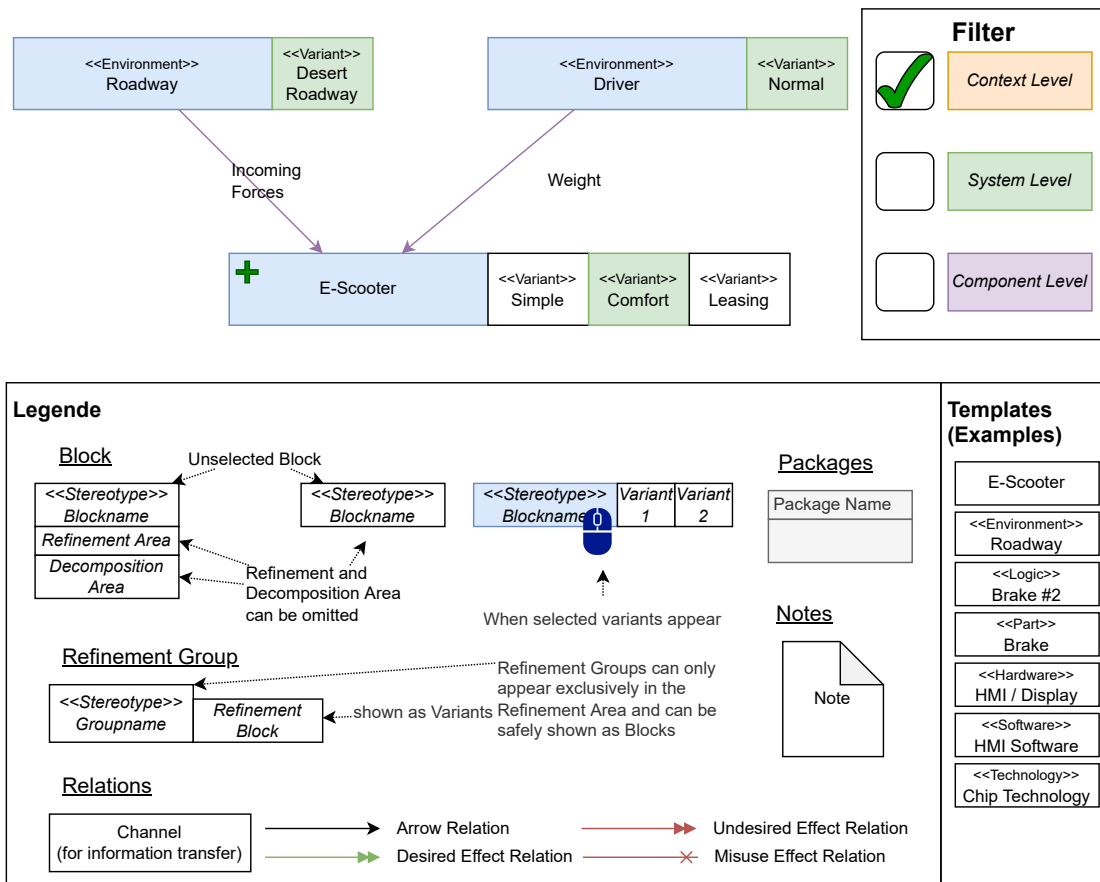 <<Environment>>
Roadway
<<Variant>>
Desert
Roadway
<<Environment>>
Driver
<<Variant>>
Normal
Incoming
Forces
Weight
E-Scooter
<<Variant>>
Simple
<<Variant>>
Comfort
<<Variant>>
Leasing
Filter
Context Level
System Level
Component Level
Legende
Block
Unselected Block
<<Stereotype>>
Blockname
Refinement Area
Decomposition
Area
<<Stereotype>>
Blockname
Refinement and
Decomposition Area
can be omitted
<<Stereotype>>
Blockname
Variant
1
Variant
2
When selected variants appear
Packages
Package Name
Refinement Group
<<Stereotype>>
Groupname
Refinement
Block
shown as Variants
Refinement Groups can only
appear exclusively in the
Refinement Area and can be
safely shown as Blocks
Notes
Note
Relations
Channel
(for information transfer)
Arrow Relation
Desired Effect Relation
Undesired Effect Relation
Misuse Effect Relation
Templates
(Examples)
E-Scooter
<<Environment>>
Roadway
<<Logic>>
Brake #2
<<Part>>
Brake
<<Hardware>>
HMI / Display
<<Software>>
HMI Software
<<Technology>>
Chip Technology